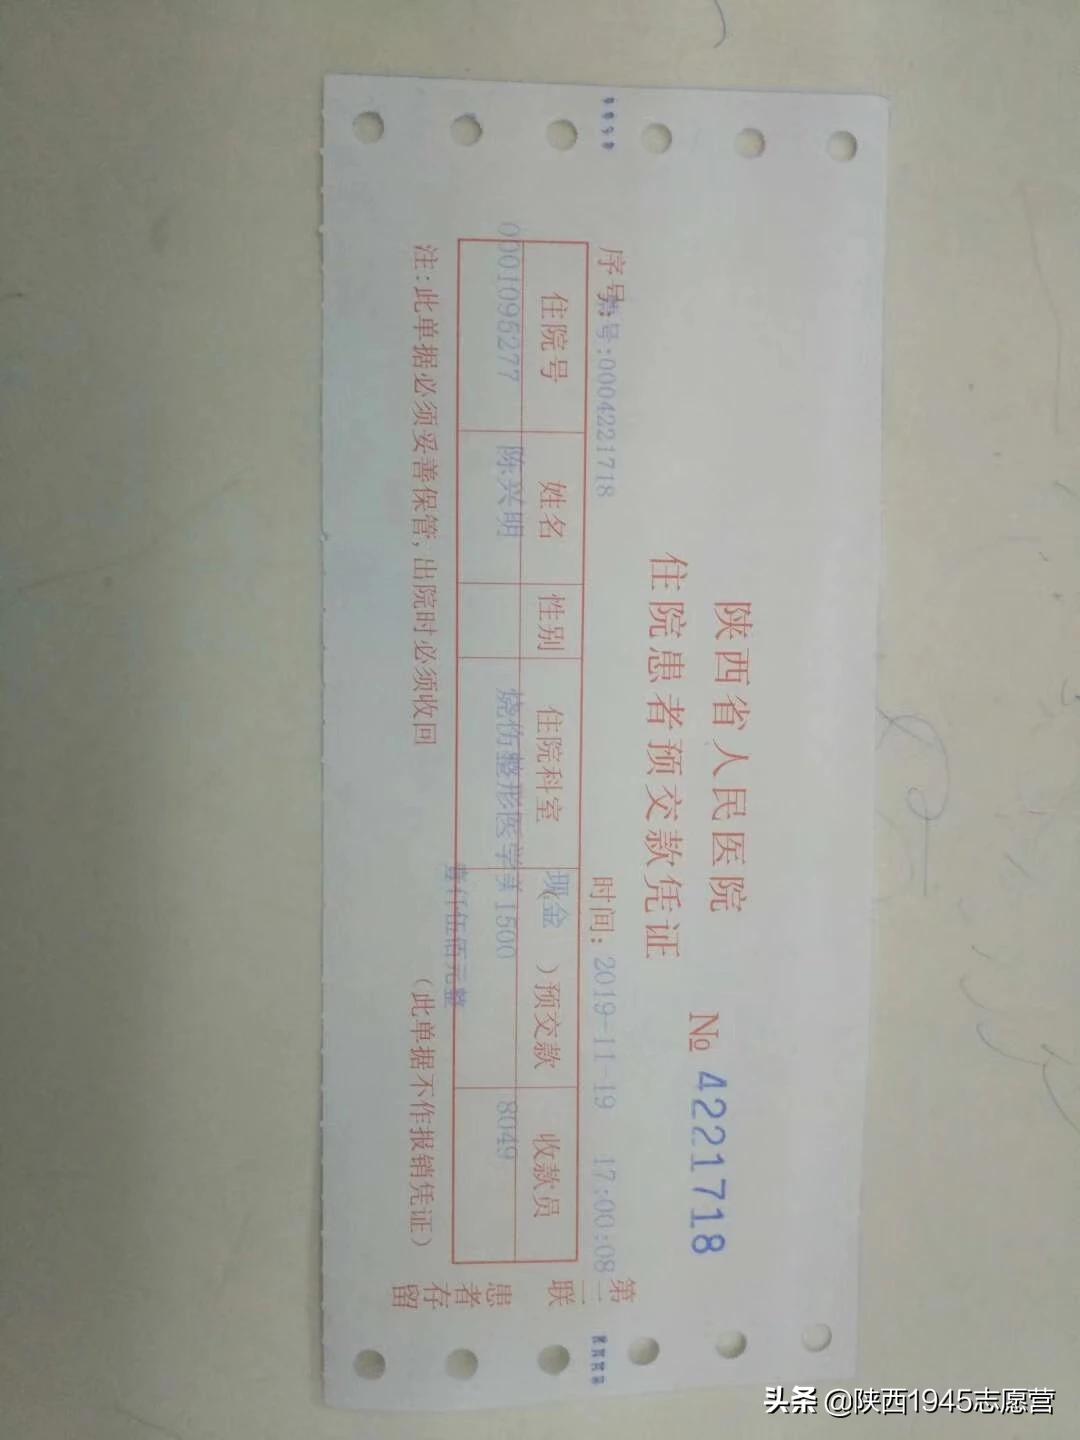 陕西省人民医院
住院患者预交款凭证
№ 4221718
序号: 号:0004221718
时间: 2019-11-19 17:00:08
住院号 姓名 性别 住院科室 (现金)预交款 收款员
0001095277 陈兴明 烧伤整形医学美 1500 8049
壹仟伍佰元整
注:此单据必须妥善保管,出院时必须收回 (此单据不作报销凭证)
第二联 患者存留
头条 @陕西1945志愿营